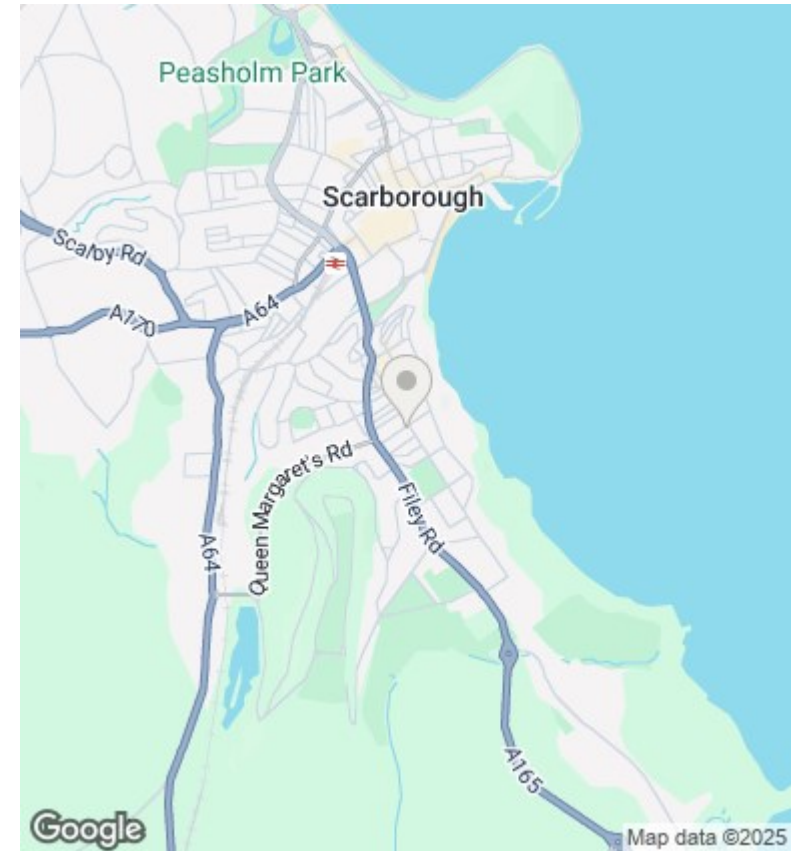 Peasholm Park
Scarborough
Scalby Rd
A64
A170
Queen Margaret's Rd
Filey Rd
A64
A165
Google
Map data ©2025